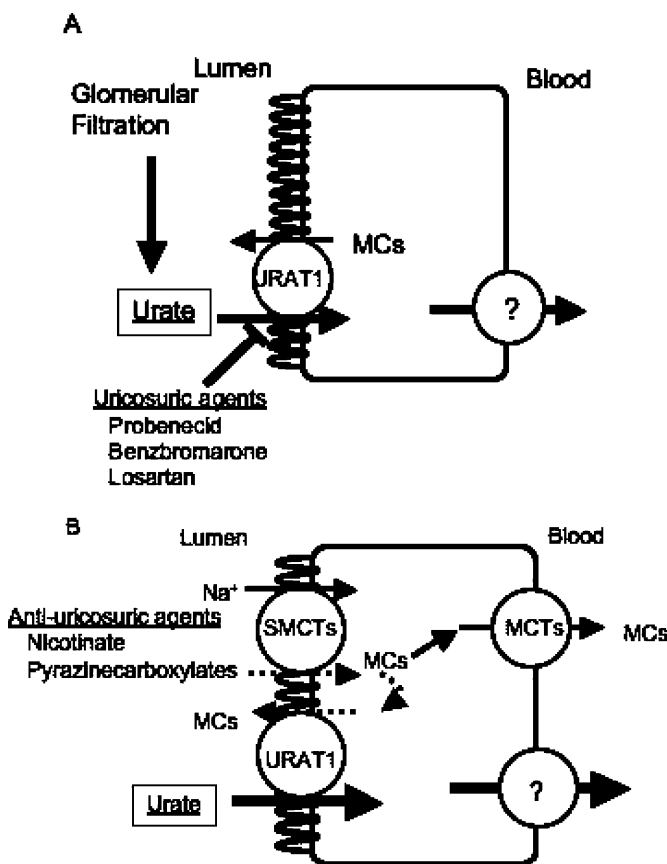 A
Lumen
Blood
Glomerular
Filtration
MCs
URAT1
Urate
?
Uricosuric agents
Probenecid
Benzbromarone
Losartan
B
Lumen
Blood
Na+
Anti-uricosuric agents
Nicotinate
Pyrazinecarboxylates
SMCTs
MCTs
MCs
MCs
MCs
URAT1
Urate
?